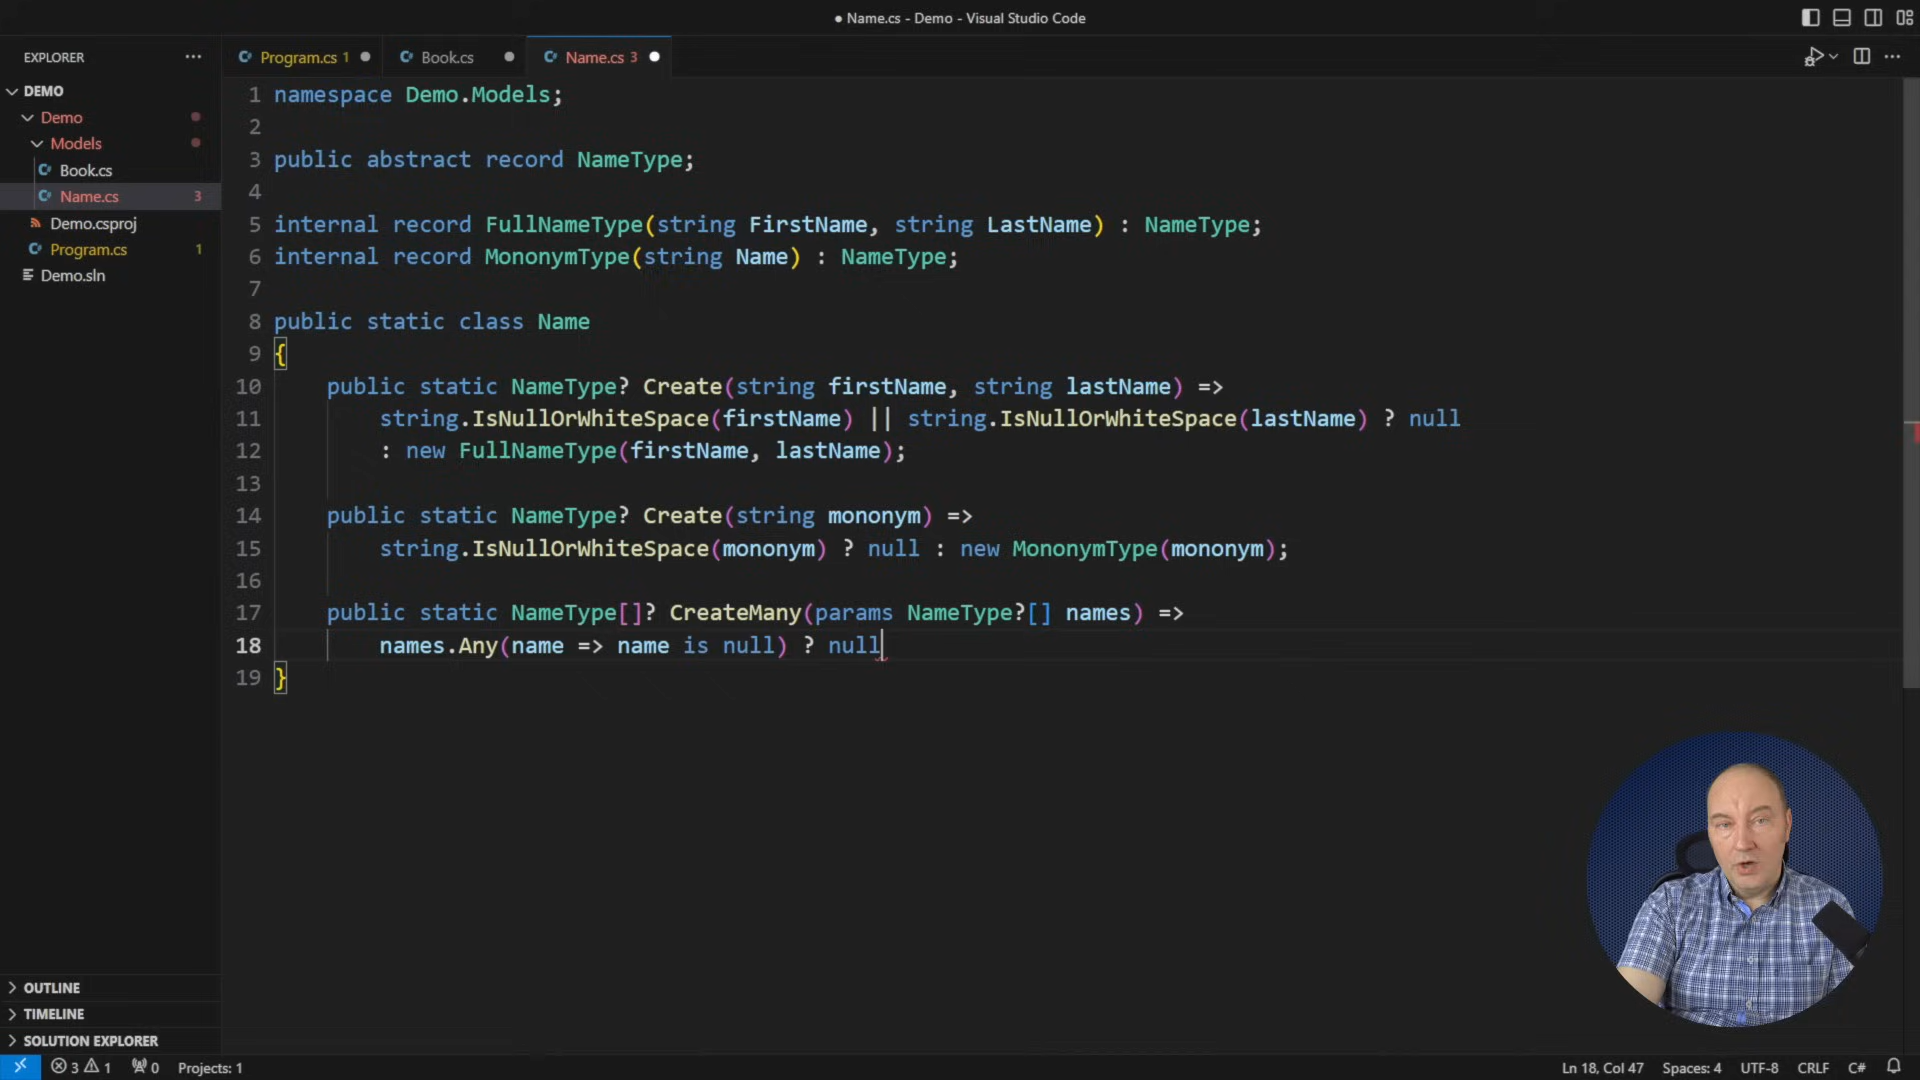 ● Name.cs - Demo - Visual Studio Code
EXPLORER
Program.cs 1
Book.cs
Name.cs 3
DEMO
Demo
Models
Book.cs
Name.cs 3
Demo.csproj
Program.cs 1
Demo.sln
1 namespace Demo.Models;
2
3 public abstract record NameType;
4
5 internal record FullNameType(string FirstName, string LastName) : NameType;
6 internal record MononymType(string Name) : NameType;
7
8 public static class Name
9 {
10 public static NameType? Create(string firstName, string lastName) =>
11 string.IsNullOrWhiteSpace(firstName) || string.IsNullOrWhiteSpace(lastName) ? null
12 : new FullNameType(firstName, lastName);
13
14 public static NameType? Create(string mononym) =>
15 string.IsNullOrWhiteSpace(mononym) ? null : new MononymType(mononym);
16
17 public static NameType[]? CreateMany(params NameType?[] names) =>
18 names.Any(name => name is null) ? null
19 }
OUTLINE
TIMELINE
SOLUTION EXPLORER
3 1 0 Projects: 1
Ln 18, Col 47 Spaces: 4 UTF-8 CRLF C#